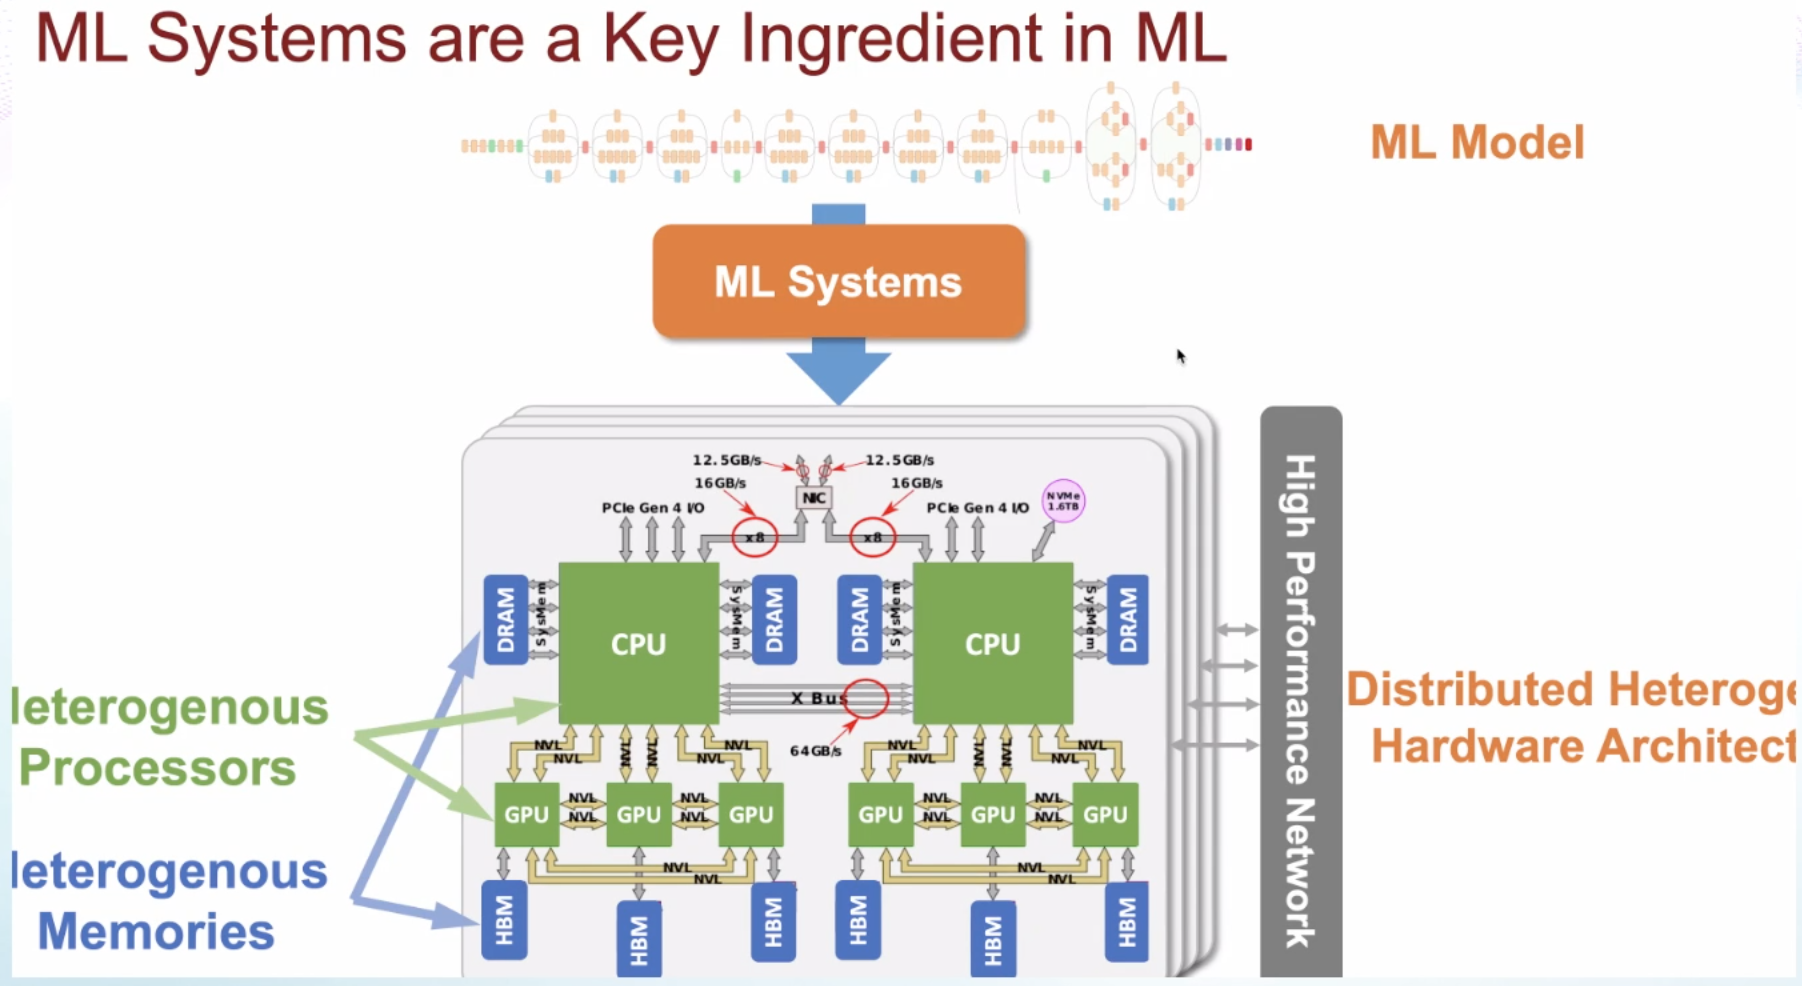 ML Systems are a Key Ingredient in ML
ML Model
ML Systems
12.5GB/s
12.5GB/s
16GB/s
16GB/s
NIC
PCIe Gen 4 I/O
PCIe Gen 4 I/O
NVMe
1.6TB
x8
x8
DRAM
SysMem
CPU
SysMem
DRAM
DRAM
SysMem
CPU
SysMem
DRAM
High Performance Network
X Bus
64GB/s
Distributed Heteroge
Hardware Architect
eterogenous
Processors
NVL
NVL
NVL
NVL
NVL
NVL
NVL
NVL
NVL
NVL
NVL
NVL
GPU
NVL
NVL
GPU
NVL
NVL
GPU
GPU
NVL
NVL
GPU
NVL
NVL
GPU
NVL
NVL
NVL
NVL
eterogenous
Memories
HBM
HBM
HBM
HBM
HBM
HBM